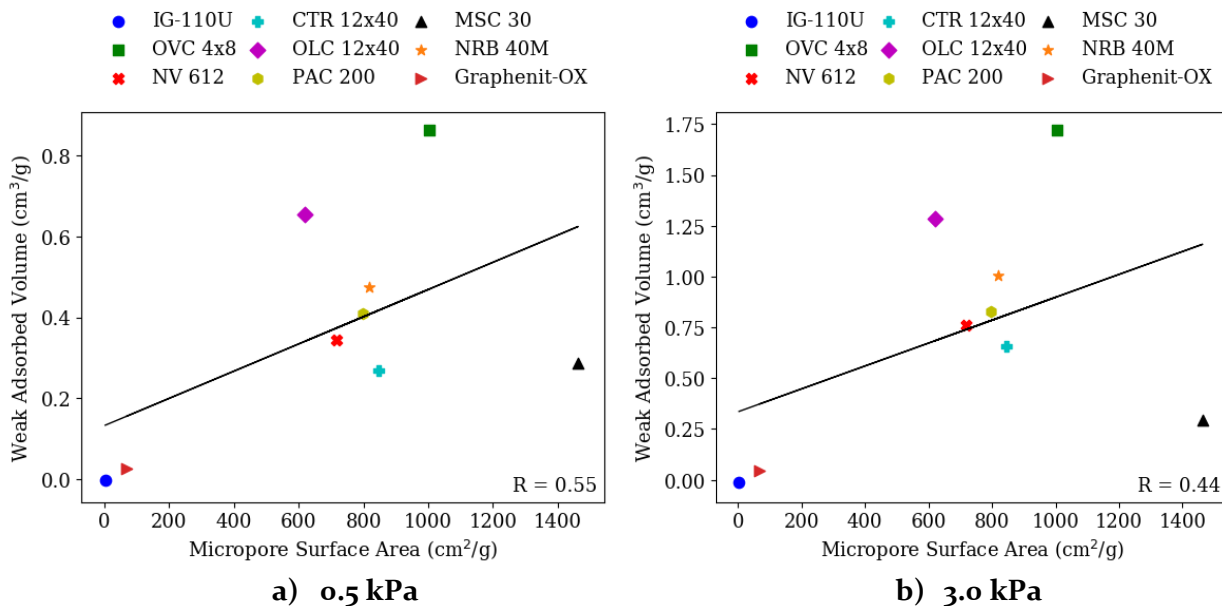 IG-110U CTR 12x40 MSC 30
OVC 4x8 OLC 12x40 NRB 40M
NV 612 PAC 200 Graphenit-OX
Weak Adsorbed Volume (cm³/g)
0.8
0.6
0.4
0.2
0.0
R = 0.55
0 200 400 600 800 1000 1200 1400
Micropore Surface Area (cm²/g)
a) 0.5 kPa
IG-110U CTR 12x40 MSC 30
OVC 4x8 OLC 12x40 NRB 40M
NV 612 PAC 200 Graphenit-OX
Weak Adsorbed Volume (cm³/g)
1.75
1.50
1.25
1.00
0.75
0.50
0.25
0.00
R = 0.44
0 200 400 600 800 1000 1200 1400
Micropore Surface Area (cm²/g)
b) 3.0 kPa